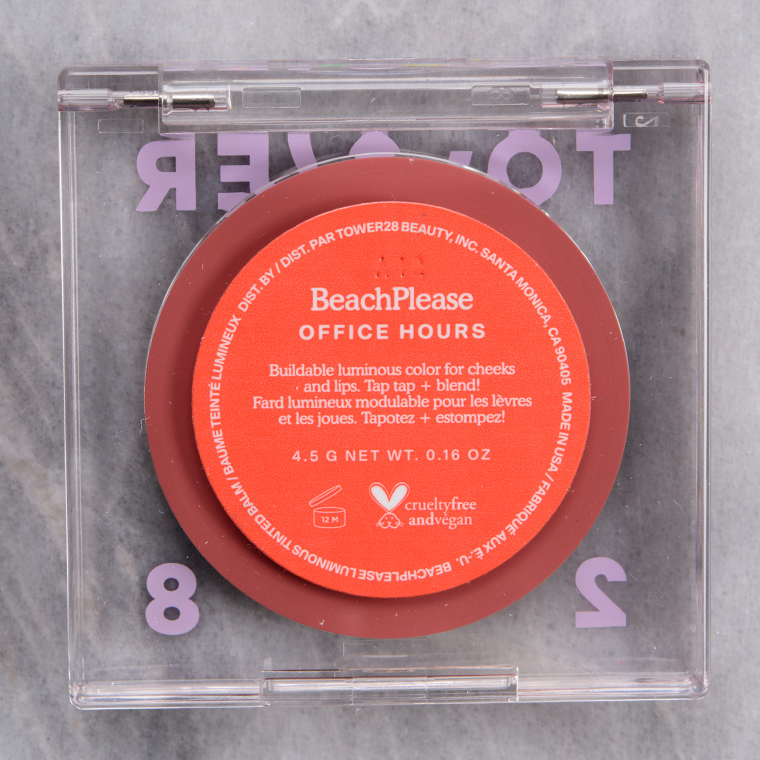 TOWER
DIST. BY / DIST. PAR TOWER28 BEAUTY, INC. SANTA MONICA, CA 90405 MADE IN USA / FABRIQUÉ AUX É.-U. BEACHPLEASE LUMINOUS TINTED BALM / BAUME TEINTÉ LUMINEUX
BeachPlease
OFFICE HOURS
Buildable luminous color for cheeks
and lips. Tap tap + blend!
Fard lumineux modulable pour les lèvres
et les joues. Tapotez + estompez!
4.5 G NET WT. 0.16 OZ
12 M
crueltyfree
andvegan
28